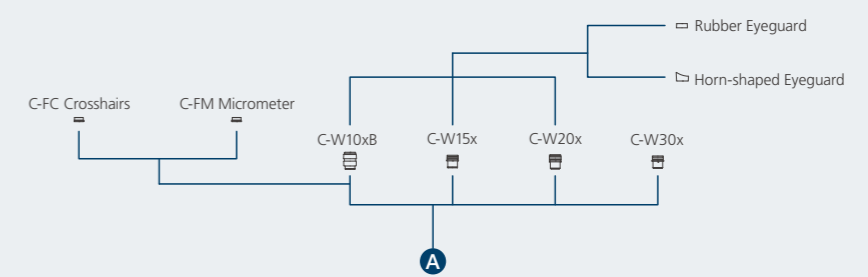 Rubber Eyeguard
Horn-shaped Eyeguard
C-FC Crosshairs
C-FM Micrometer
C-W10xB
C-W15x
C-W20x
C-W30x
A